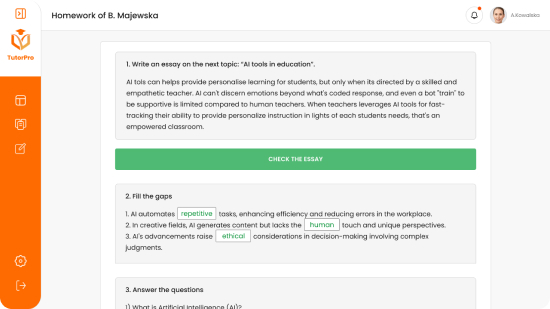 Homework of B. Majewska
A.Kowalska
TutorPro
1. Write an essay on the next topic: "AI tools in education".
AI tols can helps provide personalise learning for students, but only when its directed by a skilled and
empathetic teacher. AI can't discern emotions beyond what's coded response, and even a bot "train" to
be supportive is limited compared to human teachers. When teachers leverages AI tools for fast-
tracking their ability to provide personalize instruction in lights of each students needs, that's an
empowered classroom.
CHECK THE ESSAY
2. Fill the gaps
1. AI automates repetitive tasks, enhancing efficiency and reducing errors in the workplace.
2. In creative fields, AI generates content but lacks the human touch and unique perspectives.
3. AI's advancements raise ethical considerations in decision-making involving complex
judgments.
3. Answer the questions
1) What is Artificial Intelligence (AI)?